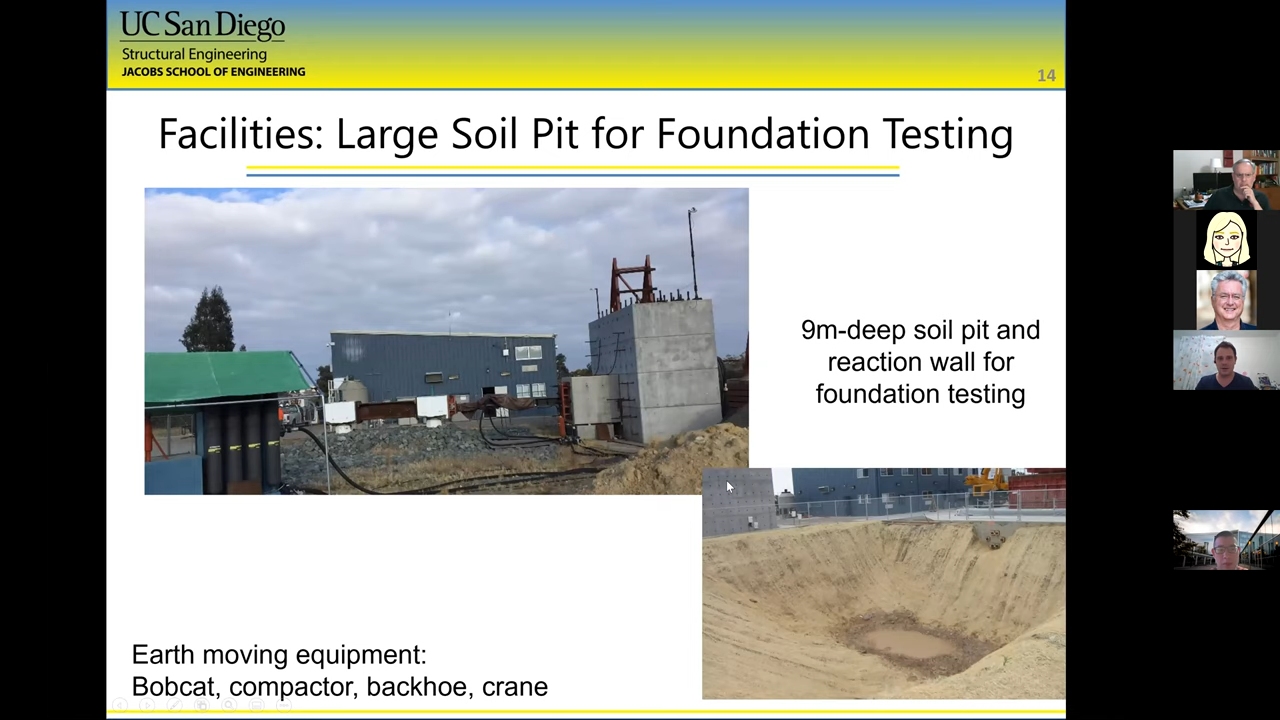 UC San Diego
Structural Engineering
JACOBS SCHOOL OF ENGINEERING
14
Facilities: Large Soil Pit for Foundation Testing
9m-deep soil pit and
reaction wall for
foundation testing
Earth moving equipment:
Bobcat, compactor, backhoe, crane